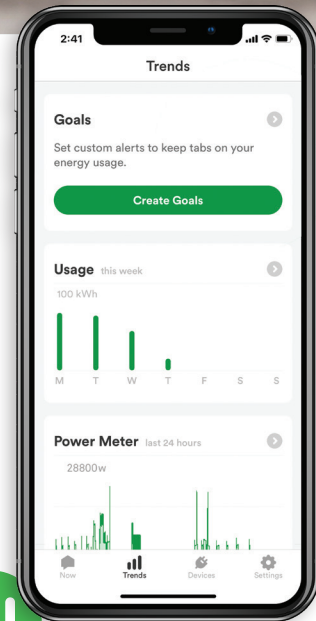 2:41
Trends
Goals
Set custom alerts to keep tabs on your
energy usage.
Create Goals
Usage this week
100 kWh
M T W T F S S
Power Meter last 24 hours
28800w
Now Trends Devices Settings